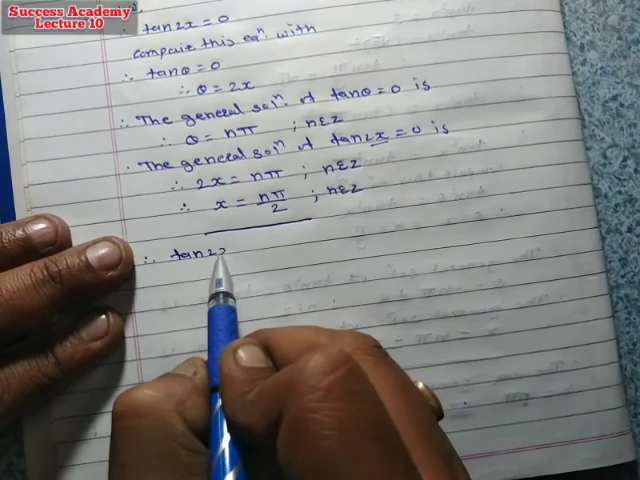 Success Academy
Lecture 10
∴ tan2x = 0
compare this eqⁿ with
∴ tanθ = 0
∴ θ = 2x
∴ The general solⁿ of tanθ = 0 is
∴ θ = nπ ; n∈Z
∴ The general solⁿ of tan2x = 0 is
∴ 2x = nπ ; n∈Z
∴ x = nπ/2 ; n∈Z
∴ tan2